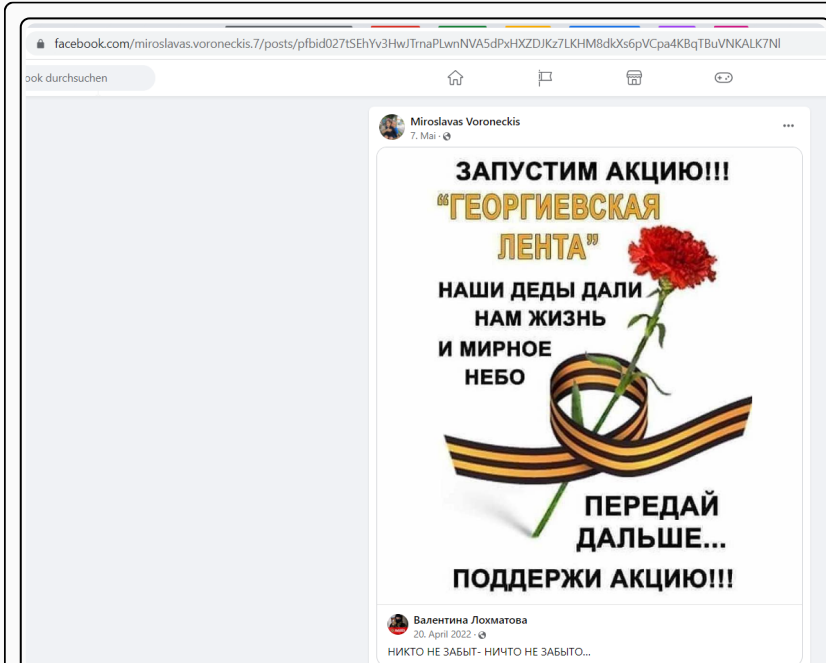 facebook.com/miroslavas.voroneckis.7/posts/pfbid027tSEhYv3HwJTrnaPLwnNVA5dPxHXZDJKz7LKHM8dkXs6pVCpa4KBqTBuVNKALK7Nl
ook durchsuchen
Miroslavas Voroneckis
7. Mai ·
ЗАПУСТИМ АКЦИЮ!!!
“ГЕОРГИЕВСКАЯ
ЛЕНТА”
НАШИ ДЕДЫ ДАЛИ
НАМ ЖИЗНЬ
И МИРНОЕ
НЕБО
ПЕРЕДАЙ
ДАЛЬШЕ...
ПОДДЕРЖИ АКЦИЮ!!!
Валентина Лохматова
20. April 2022 ·
НИКТО НЕ ЗАБЫТ- НИЧТО НЕ ЗАБЫТО...